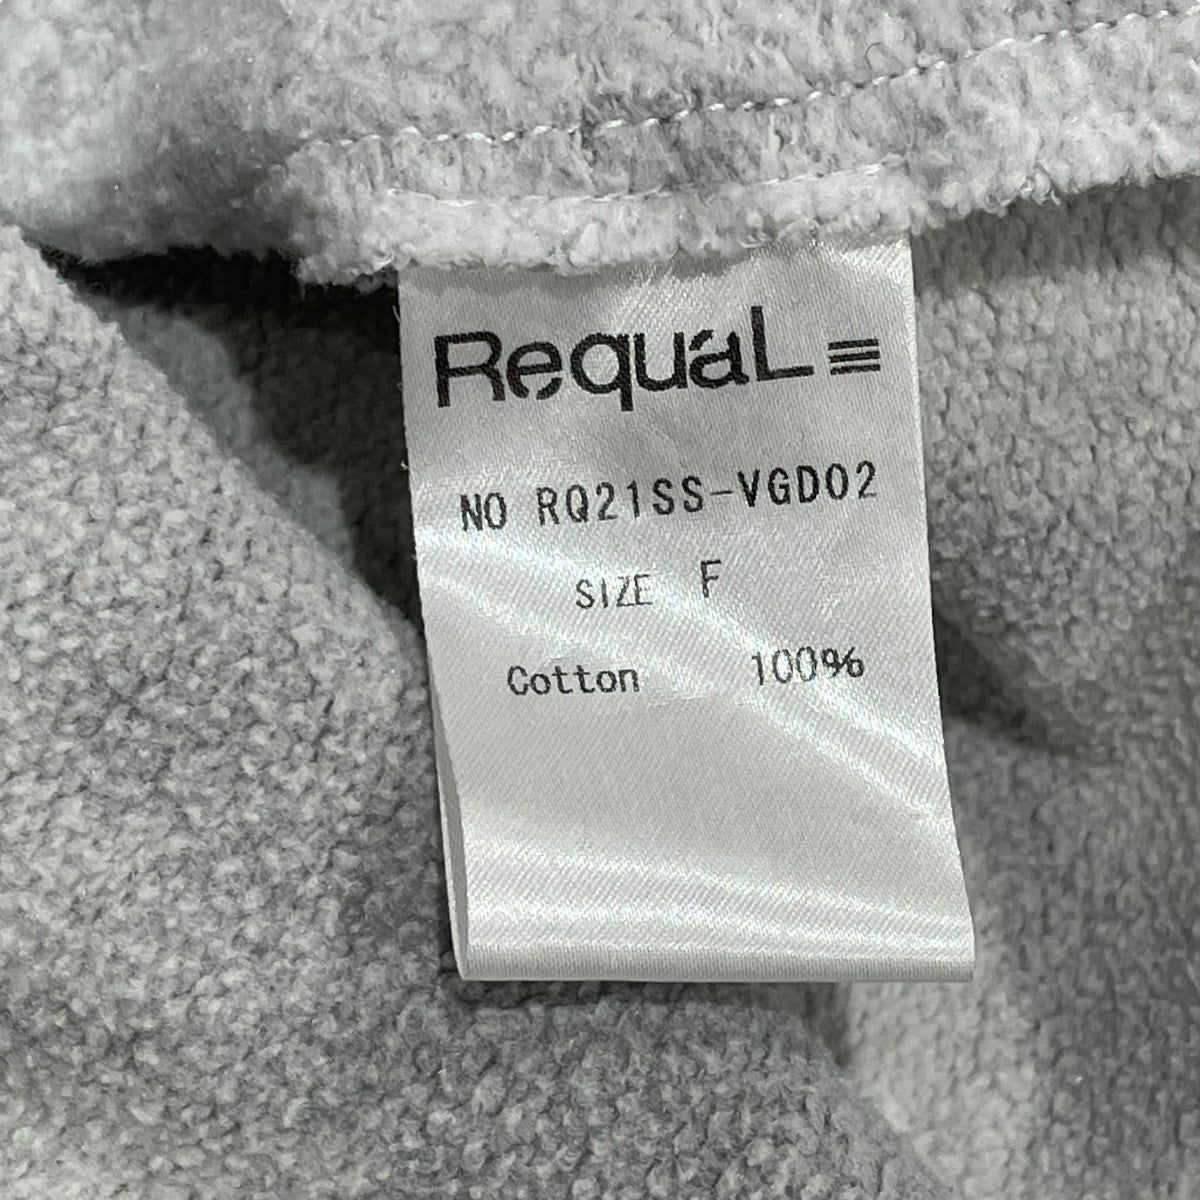 RequaL≡
NO RQ21SS-VGD02
SIZE F
Cotton 100%